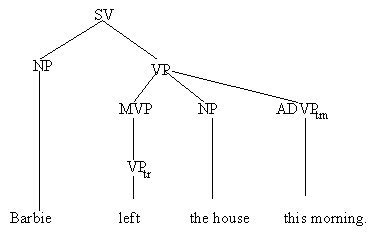 SV
NP VP
MVP NP ADVPtm
VPtr
Barbie left the house this morning.